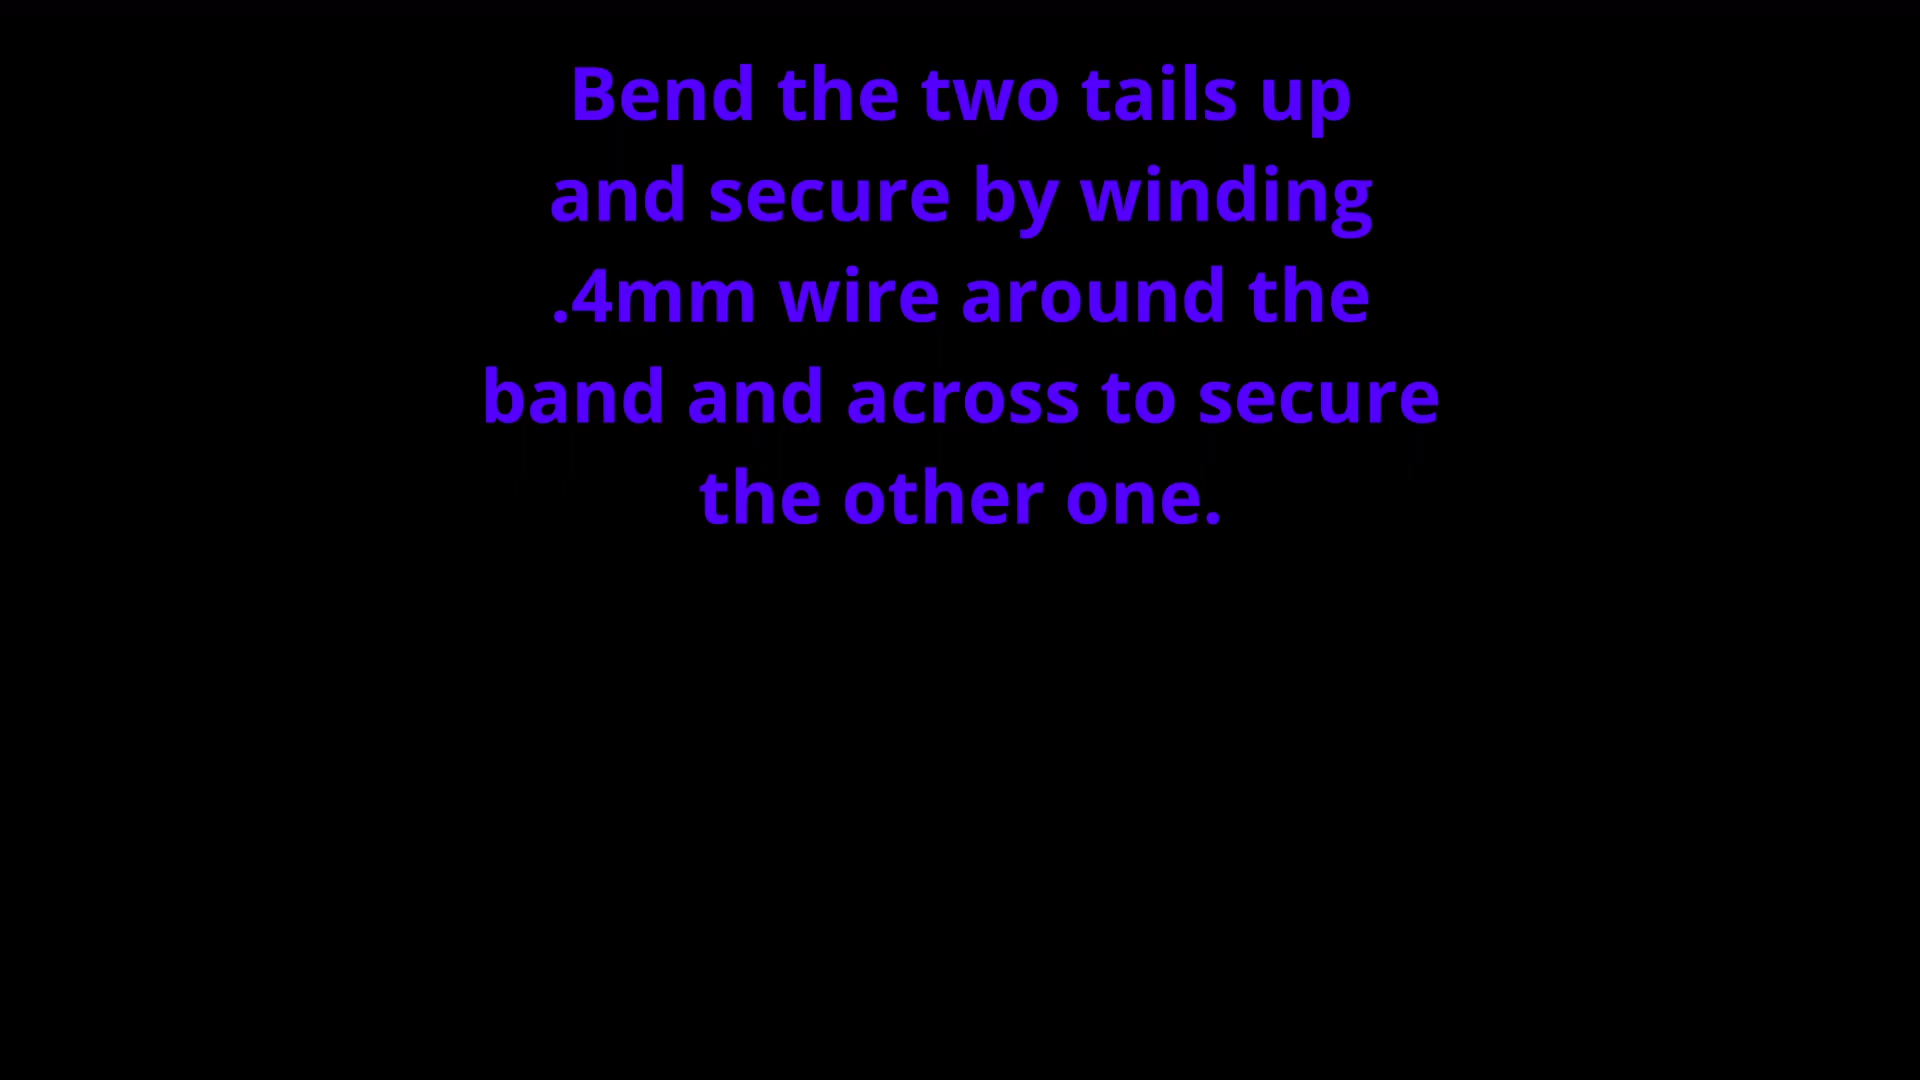 Bend the two tails up
and secure by winding
.4mm wire around the
band and across to secure
the other one.